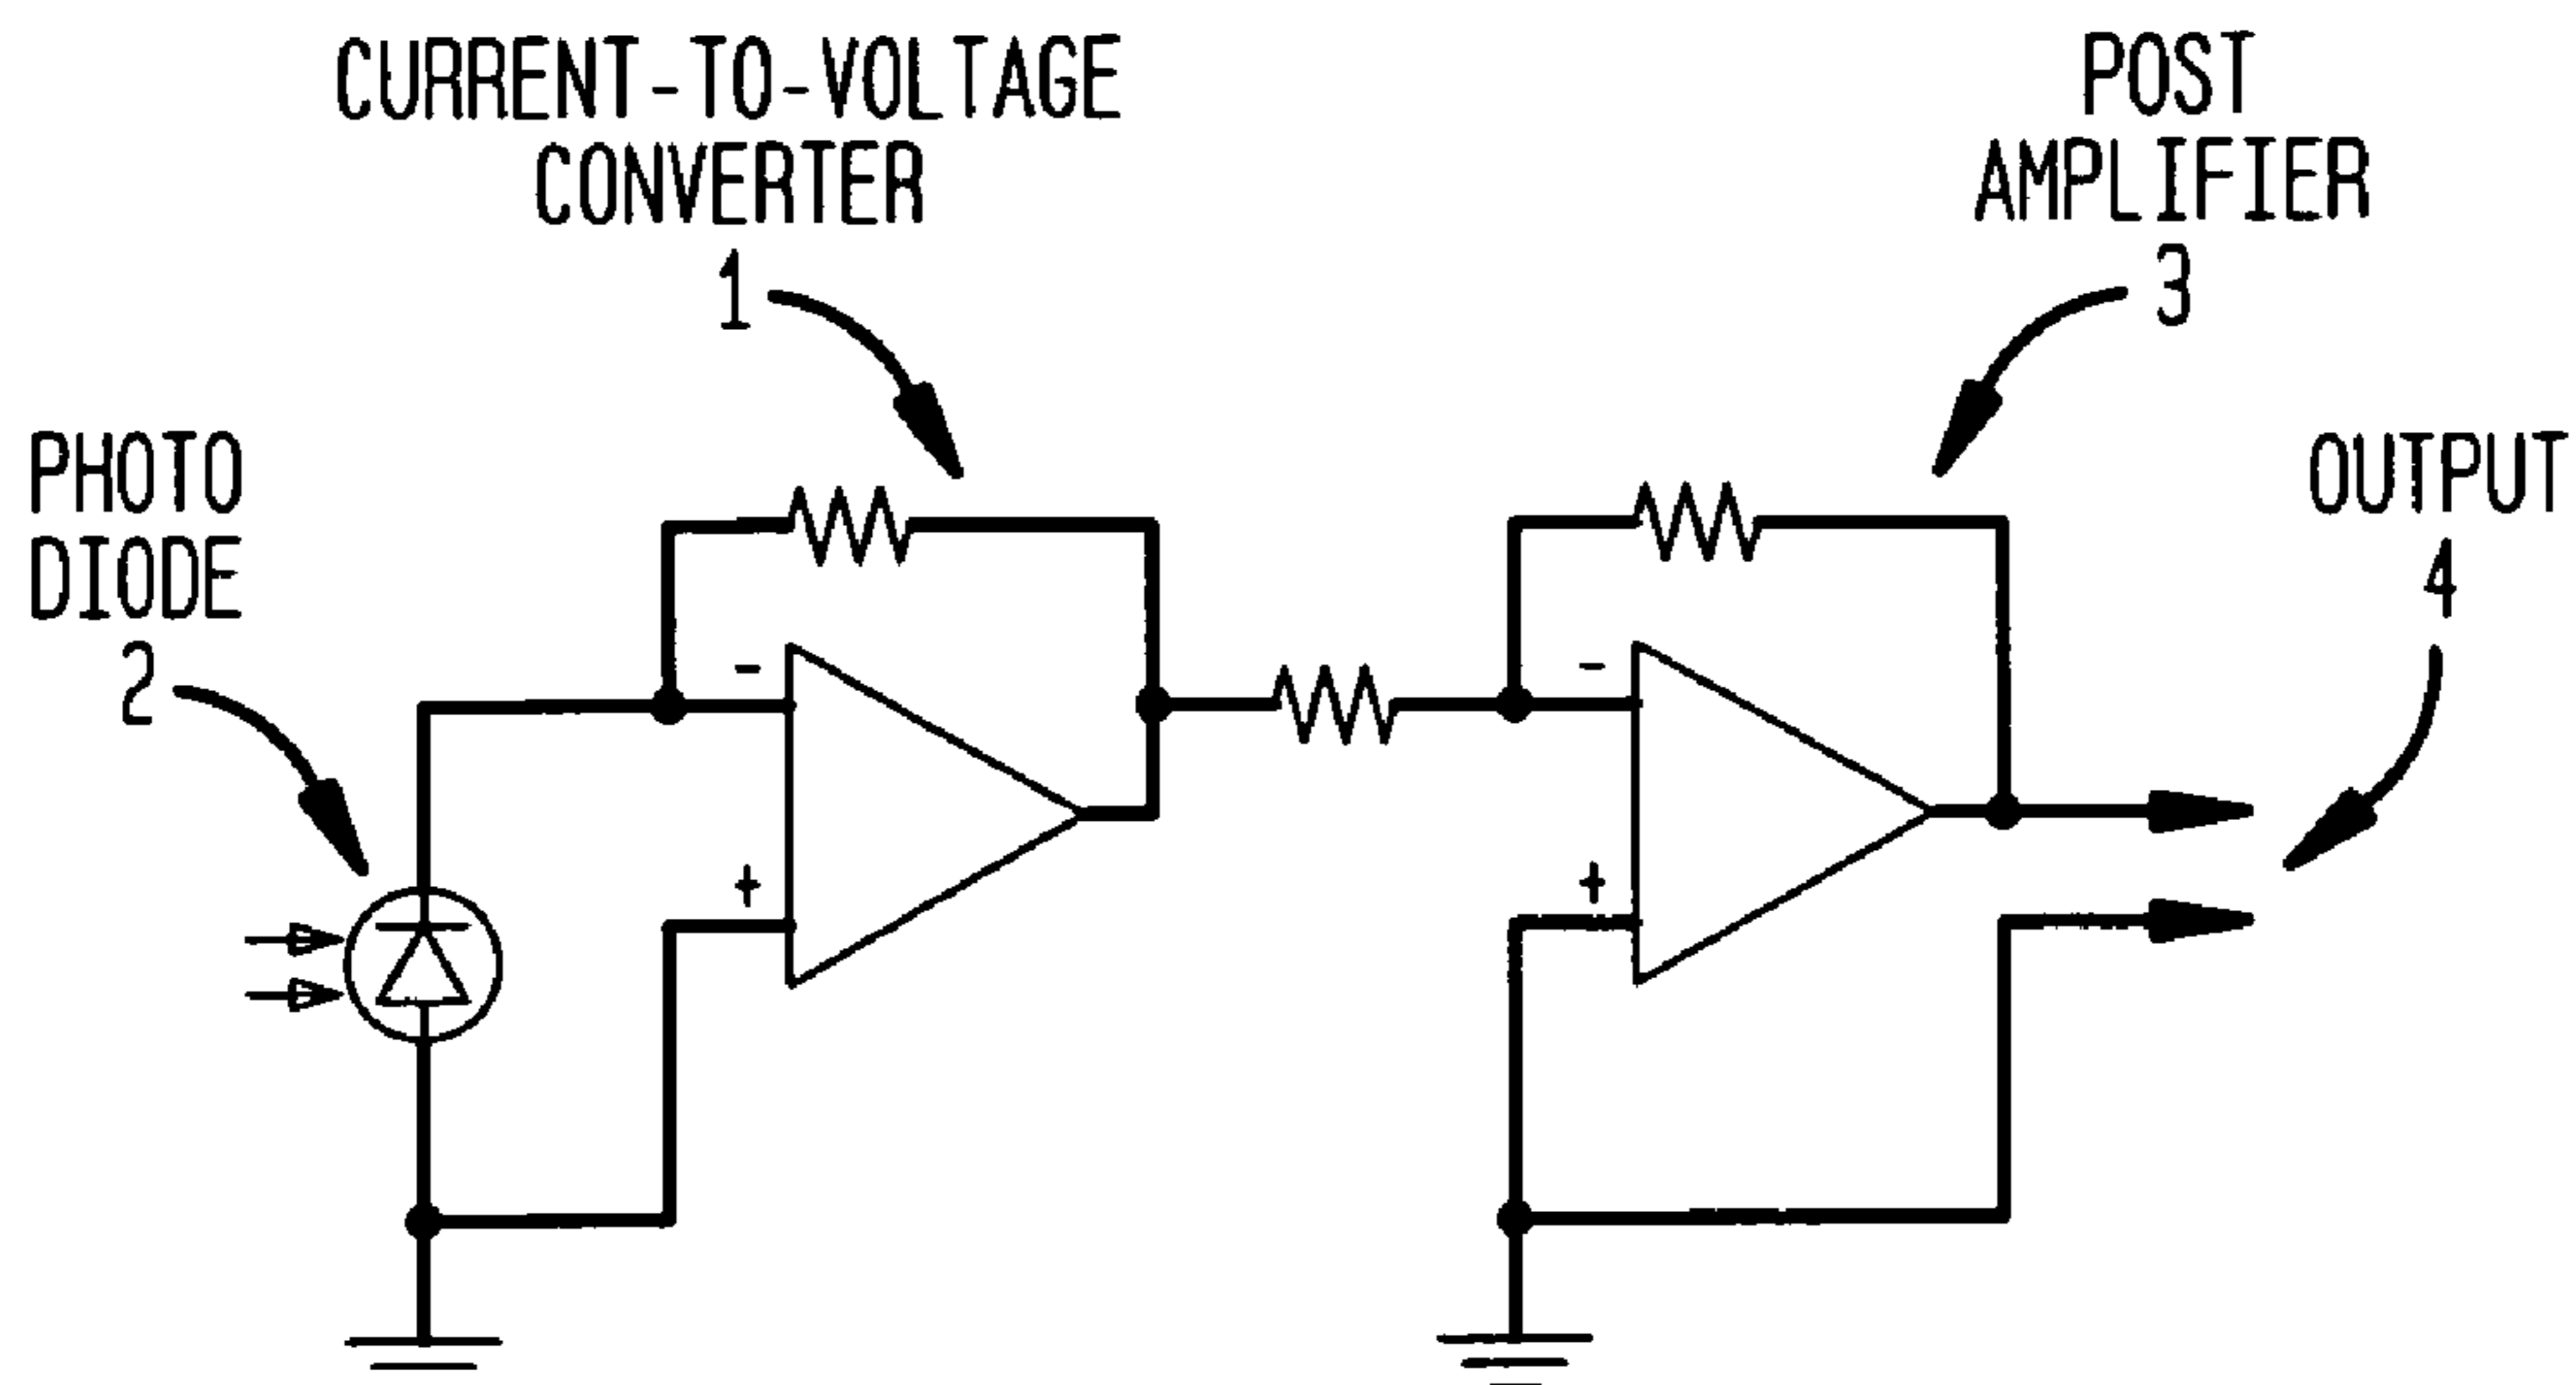 CURRENT-TO-VOLTAGE
CONVERTER
1
POST
AMPLIFIER
3
PHOTO
DIODE
2
OUTPUT
4
-
+
-
+